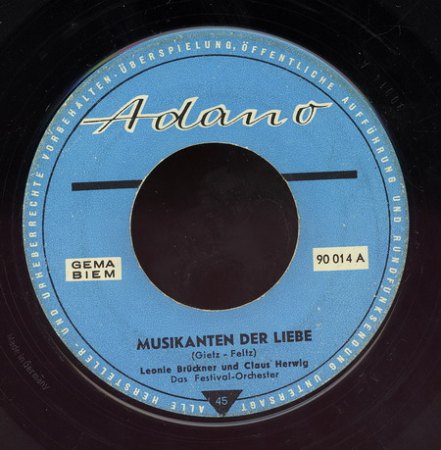 ALLE HERSTELLER- UND URHEBERRECHTE VORBEHALTEN. ÜBERSPIELUNG, ÖFFENTLICHE AUFFÜHRUNG UND RUNDFUNKSENDUNG UNTERSAGT
Adano
GEMA
BIEM
90 014 A
MUSIKANTEN DER LIEBE
(Gietz - Feltz)
Leonie Brückner und Claus Herwig
Das Festival-Orchester
45
Made in Germany